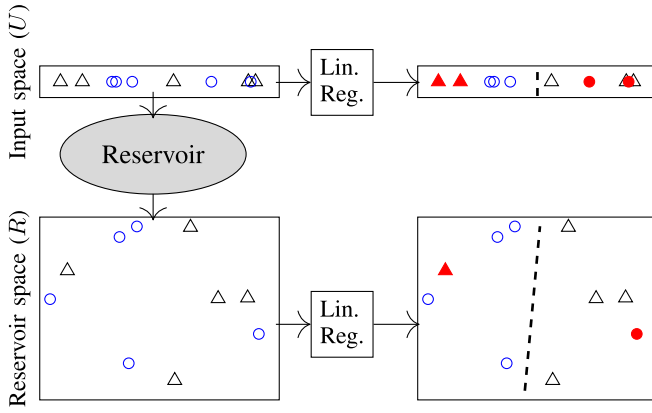 Input space (U)
Lin.
Reg.
Reservoir
Reservoir space (R)
Lin.
Reg.